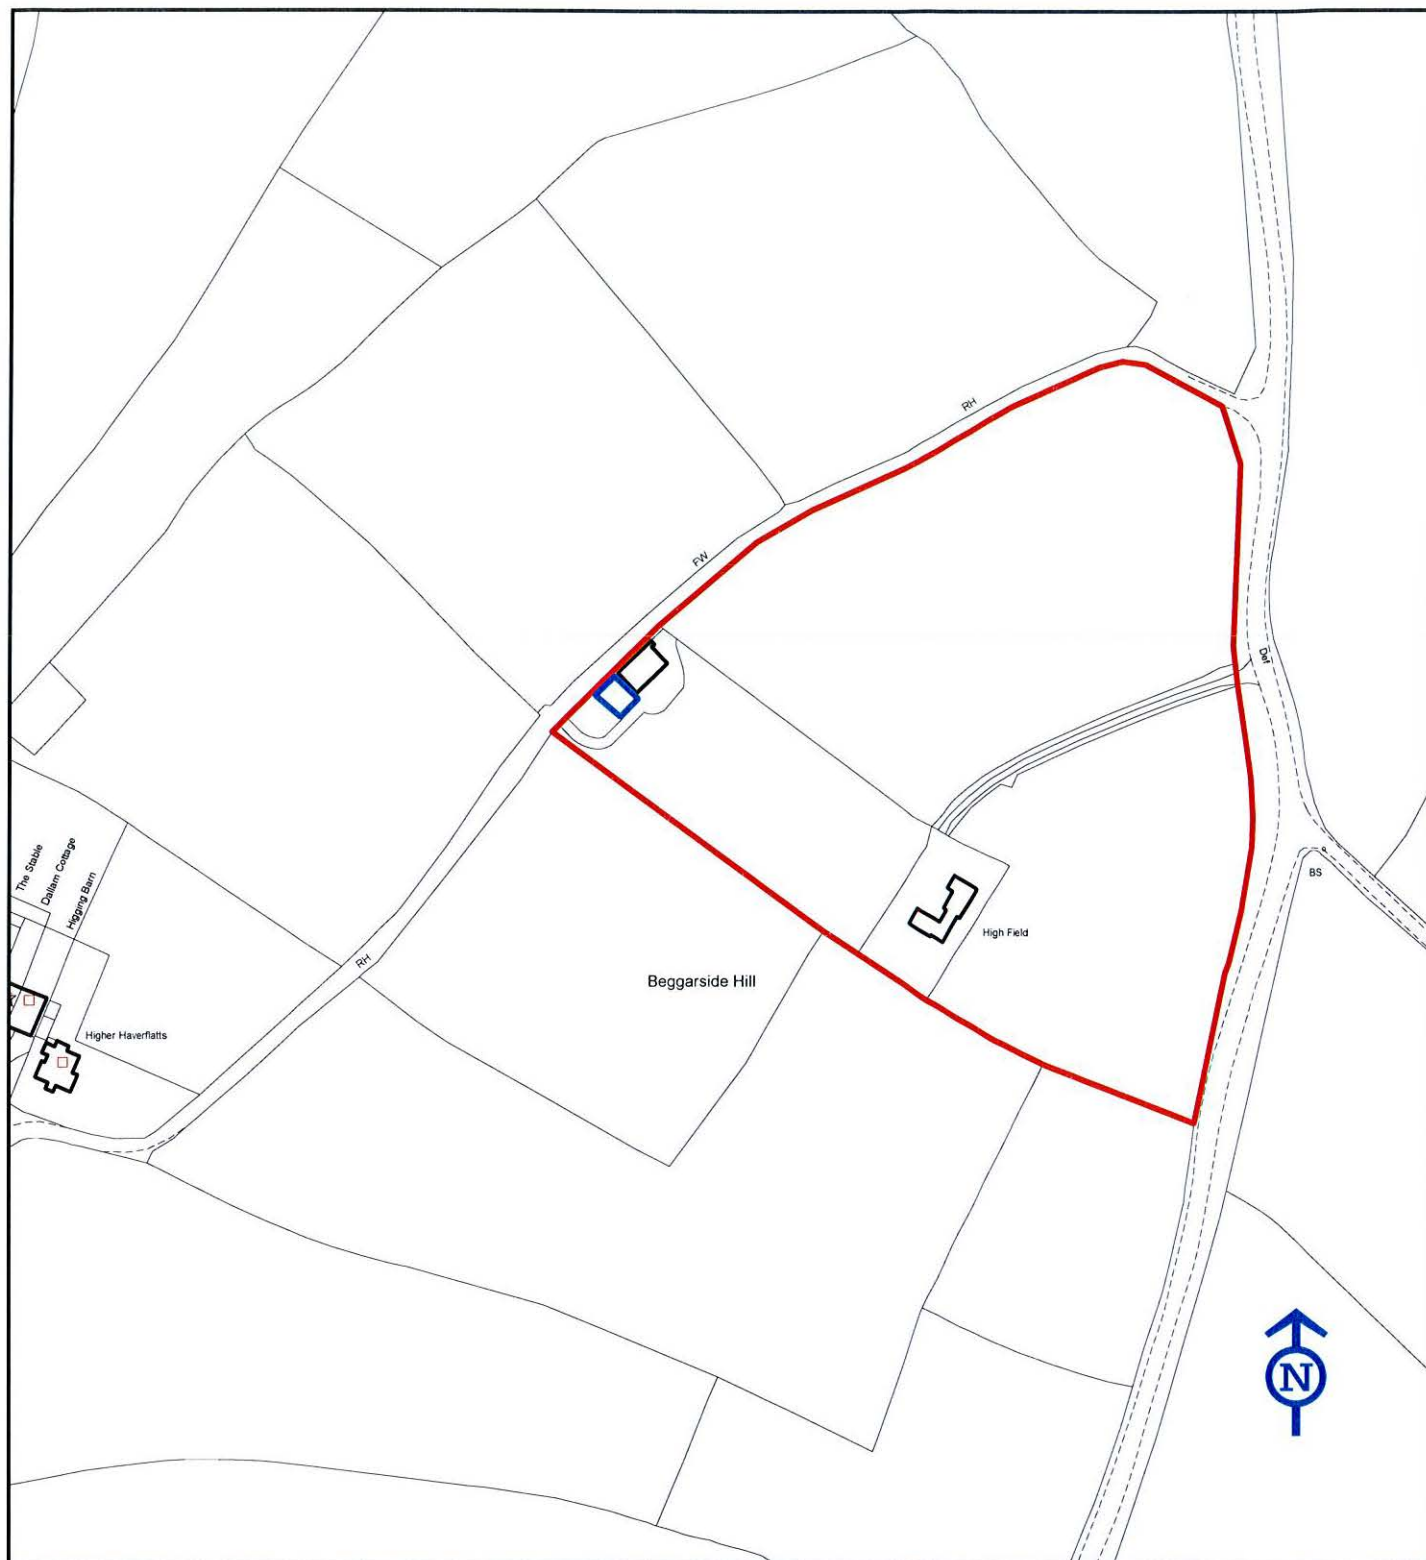 RH
FW
Def
The Stable
Dallam Cottage
Higging Barn
BS
High Field
RH
Beggarside Hill
Higher Haverflatts
N